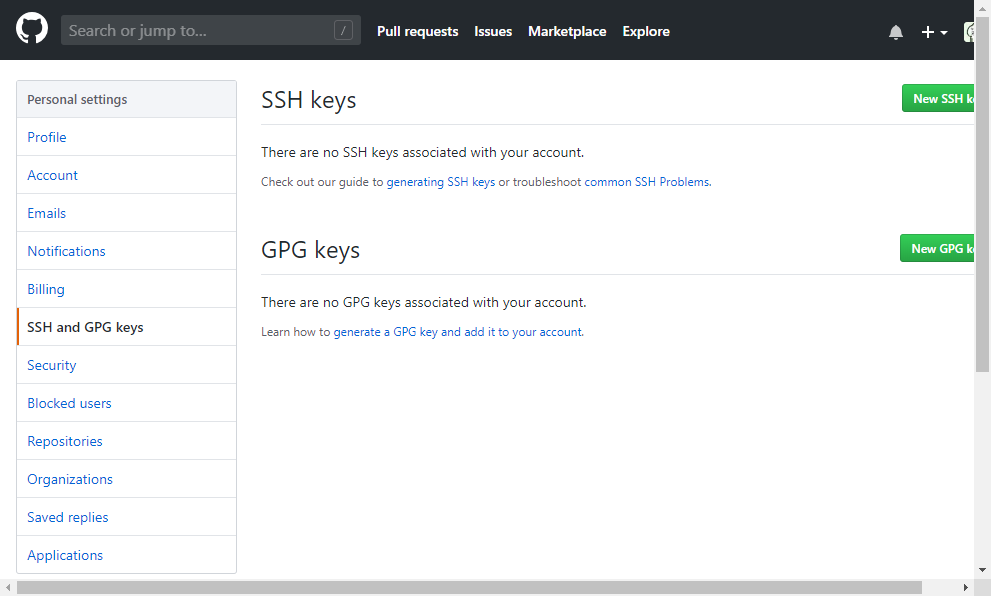 Search or jump to... /
Pull requests Issues Marketplace Explore
Personal settings
Profile
Account
Emails
Notifications
Billing
SSH and GPG keys
Security
Blocked users
Repositories
Organizations
Saved replies
Applications
SSH keys
New SSH k
There are no SSH keys associated with your account.
Check out our guide to generating SSH keys or troubleshoot common SSH Problems.
GPG keys
New GPG k
There are no GPG keys associated with your account.
Learn how to generate a GPG key and add it to your account.